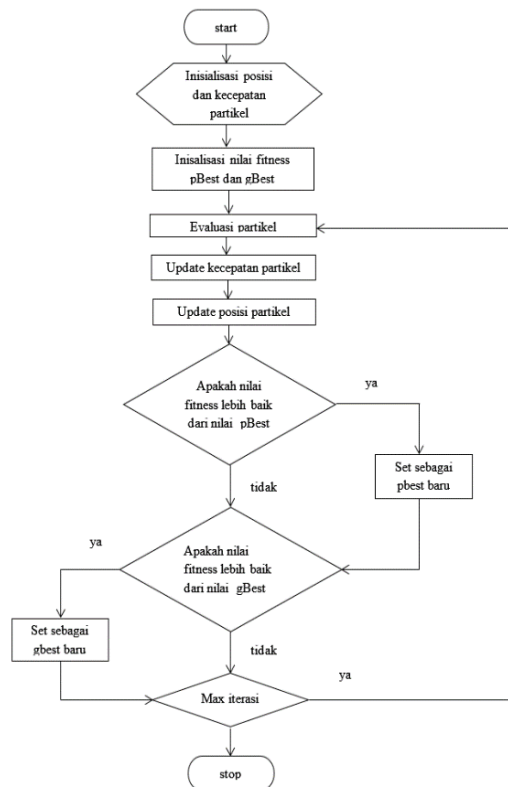 start
Inisialisasi posisi
dan kecepatan
partikel
Inisalisasi nilai fitness
pBest dan gBest
Evaluasi partikel
Update kecepatan partikel
Update posisi partikel
Apakah nilai
fitness lebih baik
dari nilai pBest
ya
tidak
Set sebagai
pbest baru
Apakah nilai
fitness lebih baik
dari nilai gBest
ya
Set sebagai
gbest baru
tidak
Max iterasi
ya
stop